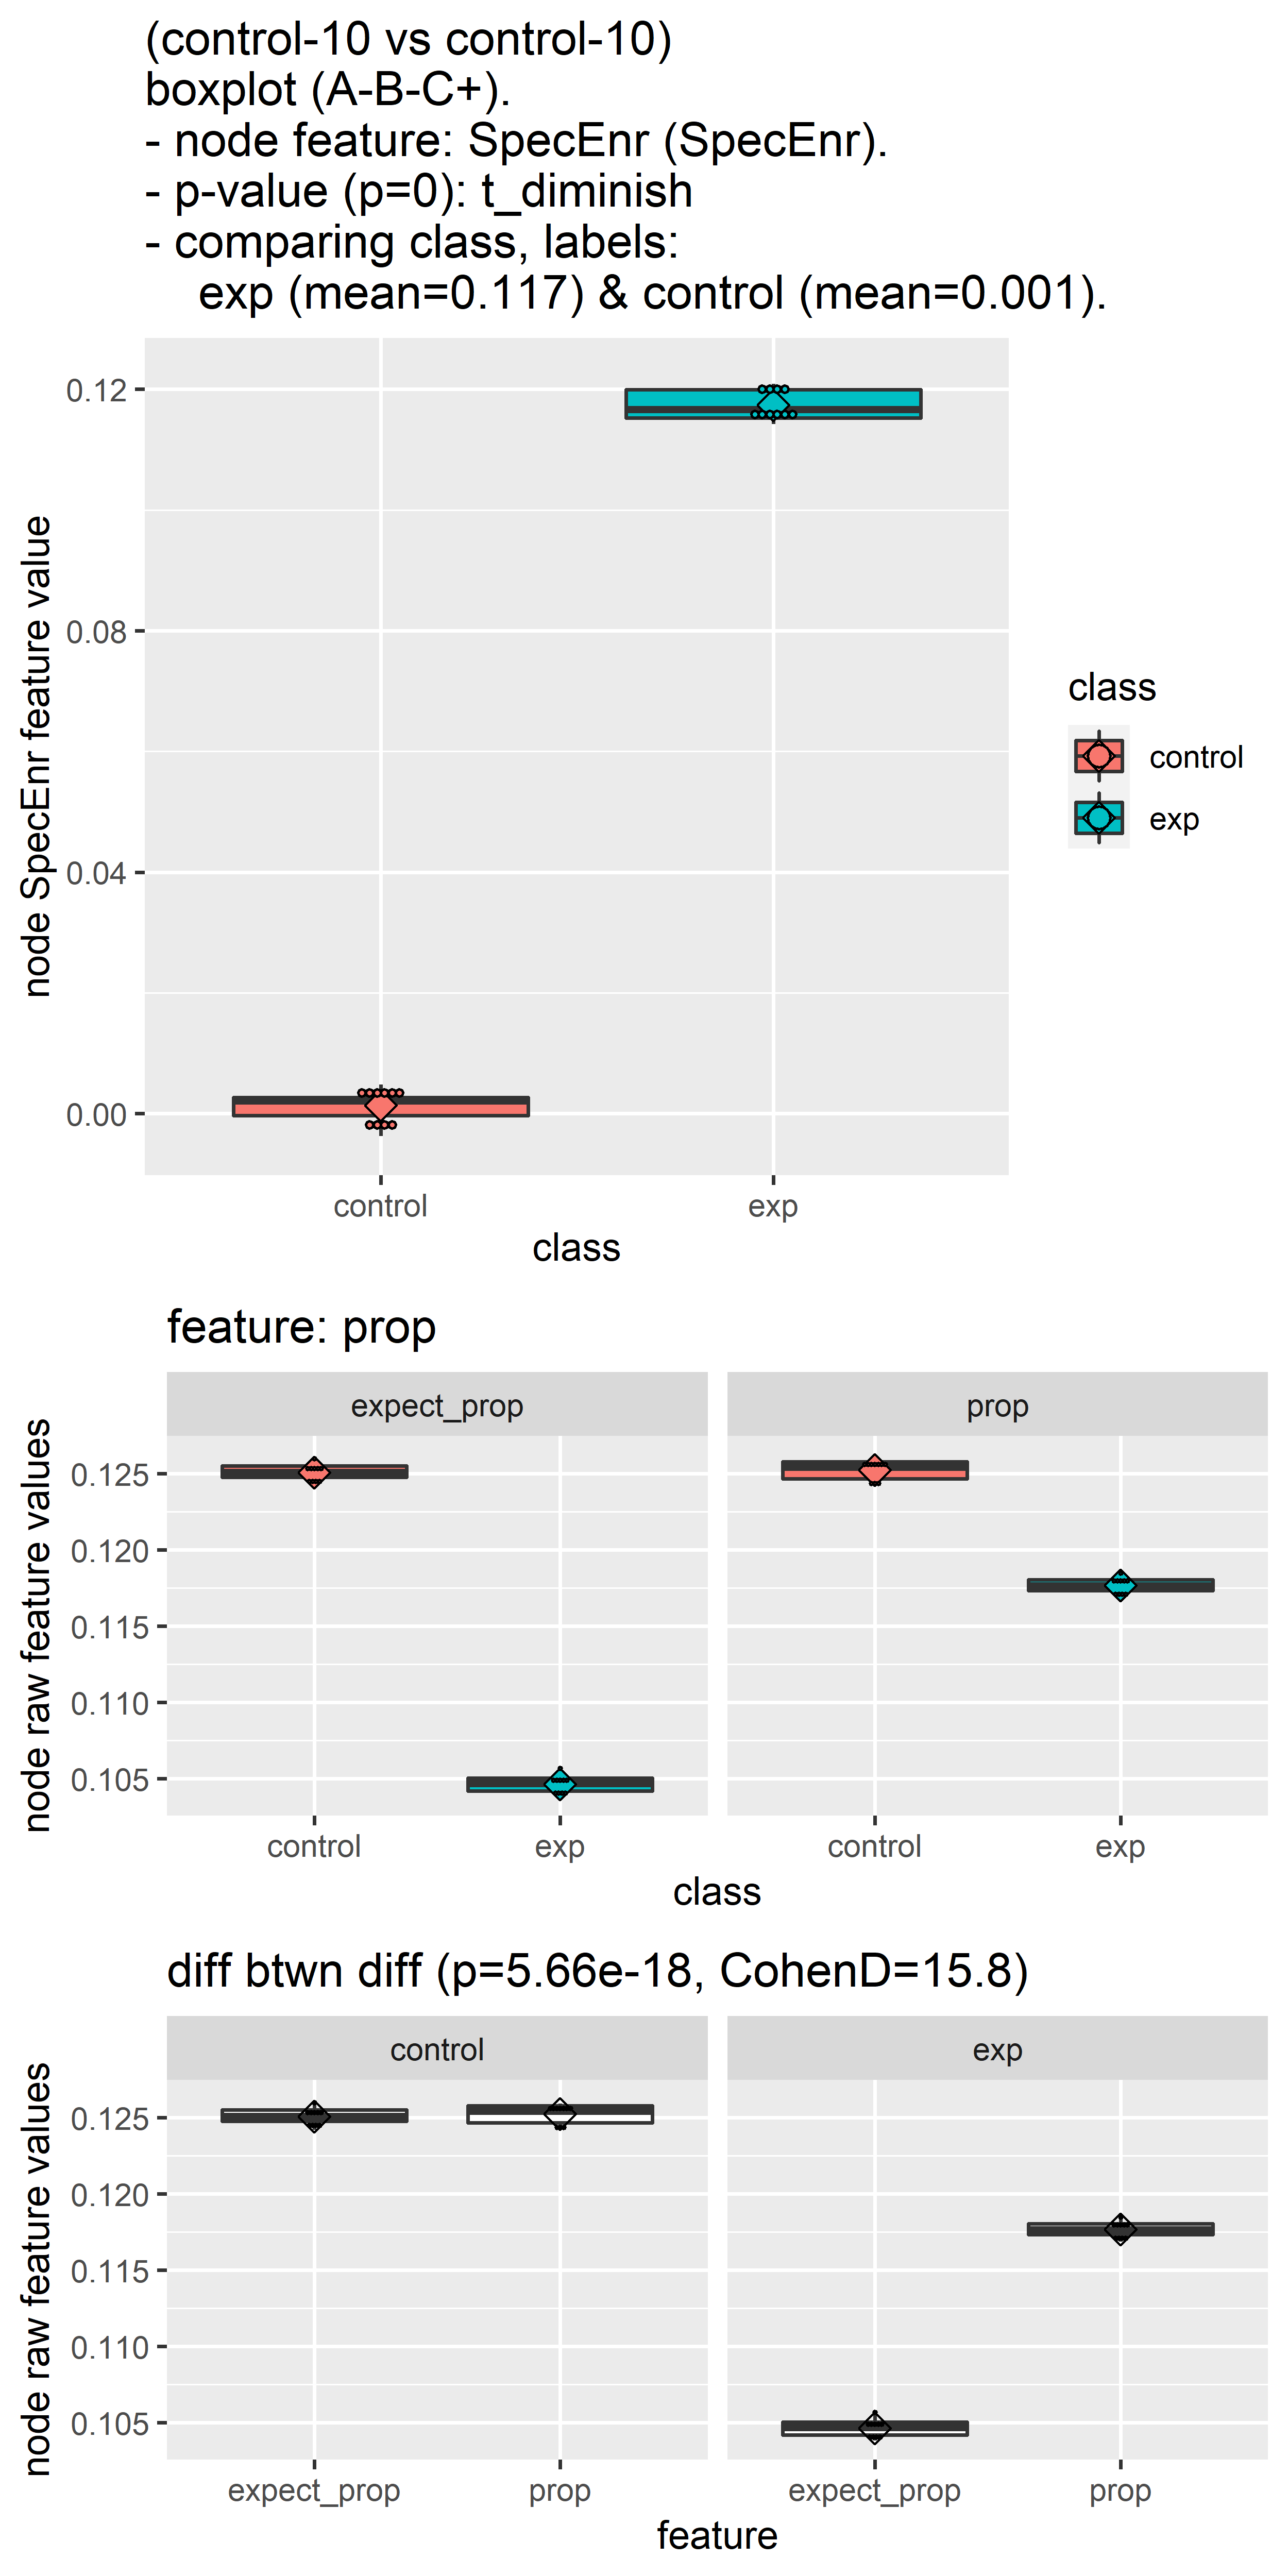 (control-10 vs control-10)
boxplot (A-B-C+).
- node feature: SpecEnr (SpecEnr).
- p-value (p=0): t_diminish
- comparing class, labels:
exp (mean=0.117) & control (mean=0.001).
node SpecEnr feature value
0.12
0.08
0.04
0.00
control
exp
class
class
control
exp
feature: prop
expect_prop
prop
node raw feature values
0.125
0.120
0.115
0.110
0.105
control
exp
control
exp
class
diff btwn diff (p=5.66e-18, CohenD=15.8)
control
exp
node raw feature values
0.125
0.120
0.115
0.110
0.105
expect_prop
prop
expect_prop
prop
feature